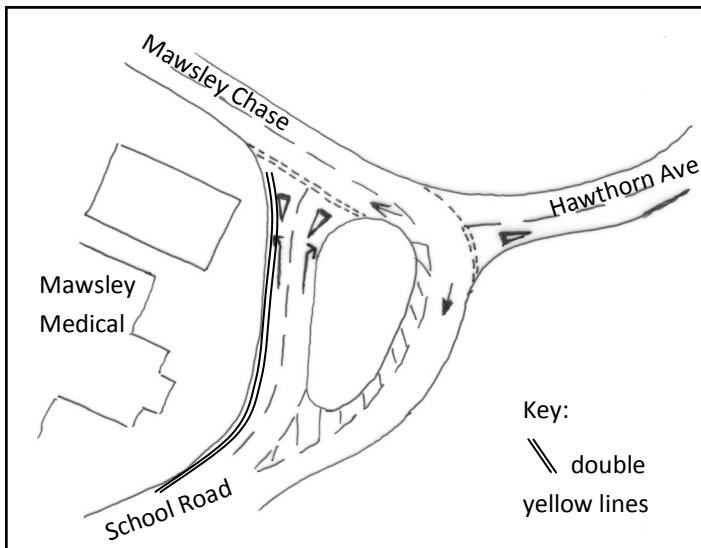 Mawsley Chase
Hawthorn Ave
Mawsley
Medical
School Road
Key:
double
yellow lines